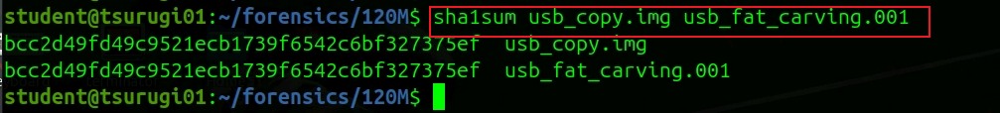 student@tsurugi01:~/forensics/120M$ sha1sum usb_copy.img usb_fat_carving.001
bcc2d49fd49c9521ecb1739f6542c6bf327375ef  usb_copy.img
bcc2d49fd49c9521ecb1739f6542c6bf327375ef  usb_fat_carving.001
student@tsurugi01:~/forensics/120M$